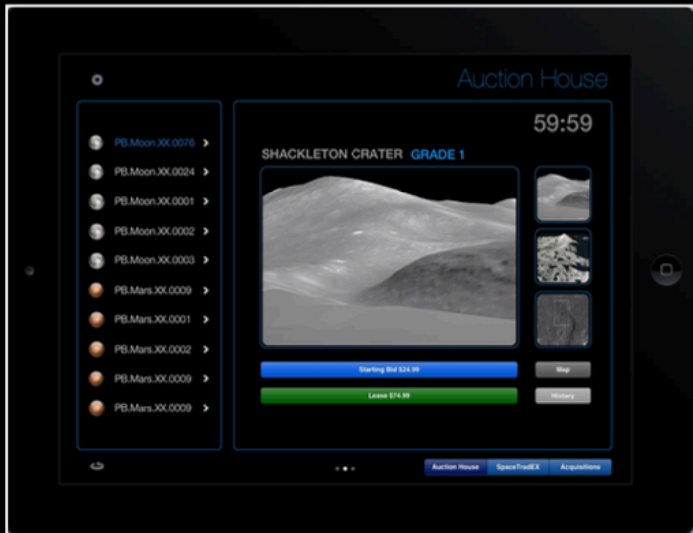 Auction House
PB.Moon.XX.0076
PB.Moon.XX.0024
PB.Moon.XX.0001
PB.Moon.XX.0002
PB.Moon.XX.0003
PB.Mars.XX.0009
PB.Mars.XX.0001
PB.Mars.XX.0002
PB.Mars.XX.0009
PB.Mars.XX.0009
59:59
SHACKLETON CRATER GRADE 1
Starting Bid $24.99
Map
Lease $74.99
History
Auction House SpaceTradEX Acquisitions